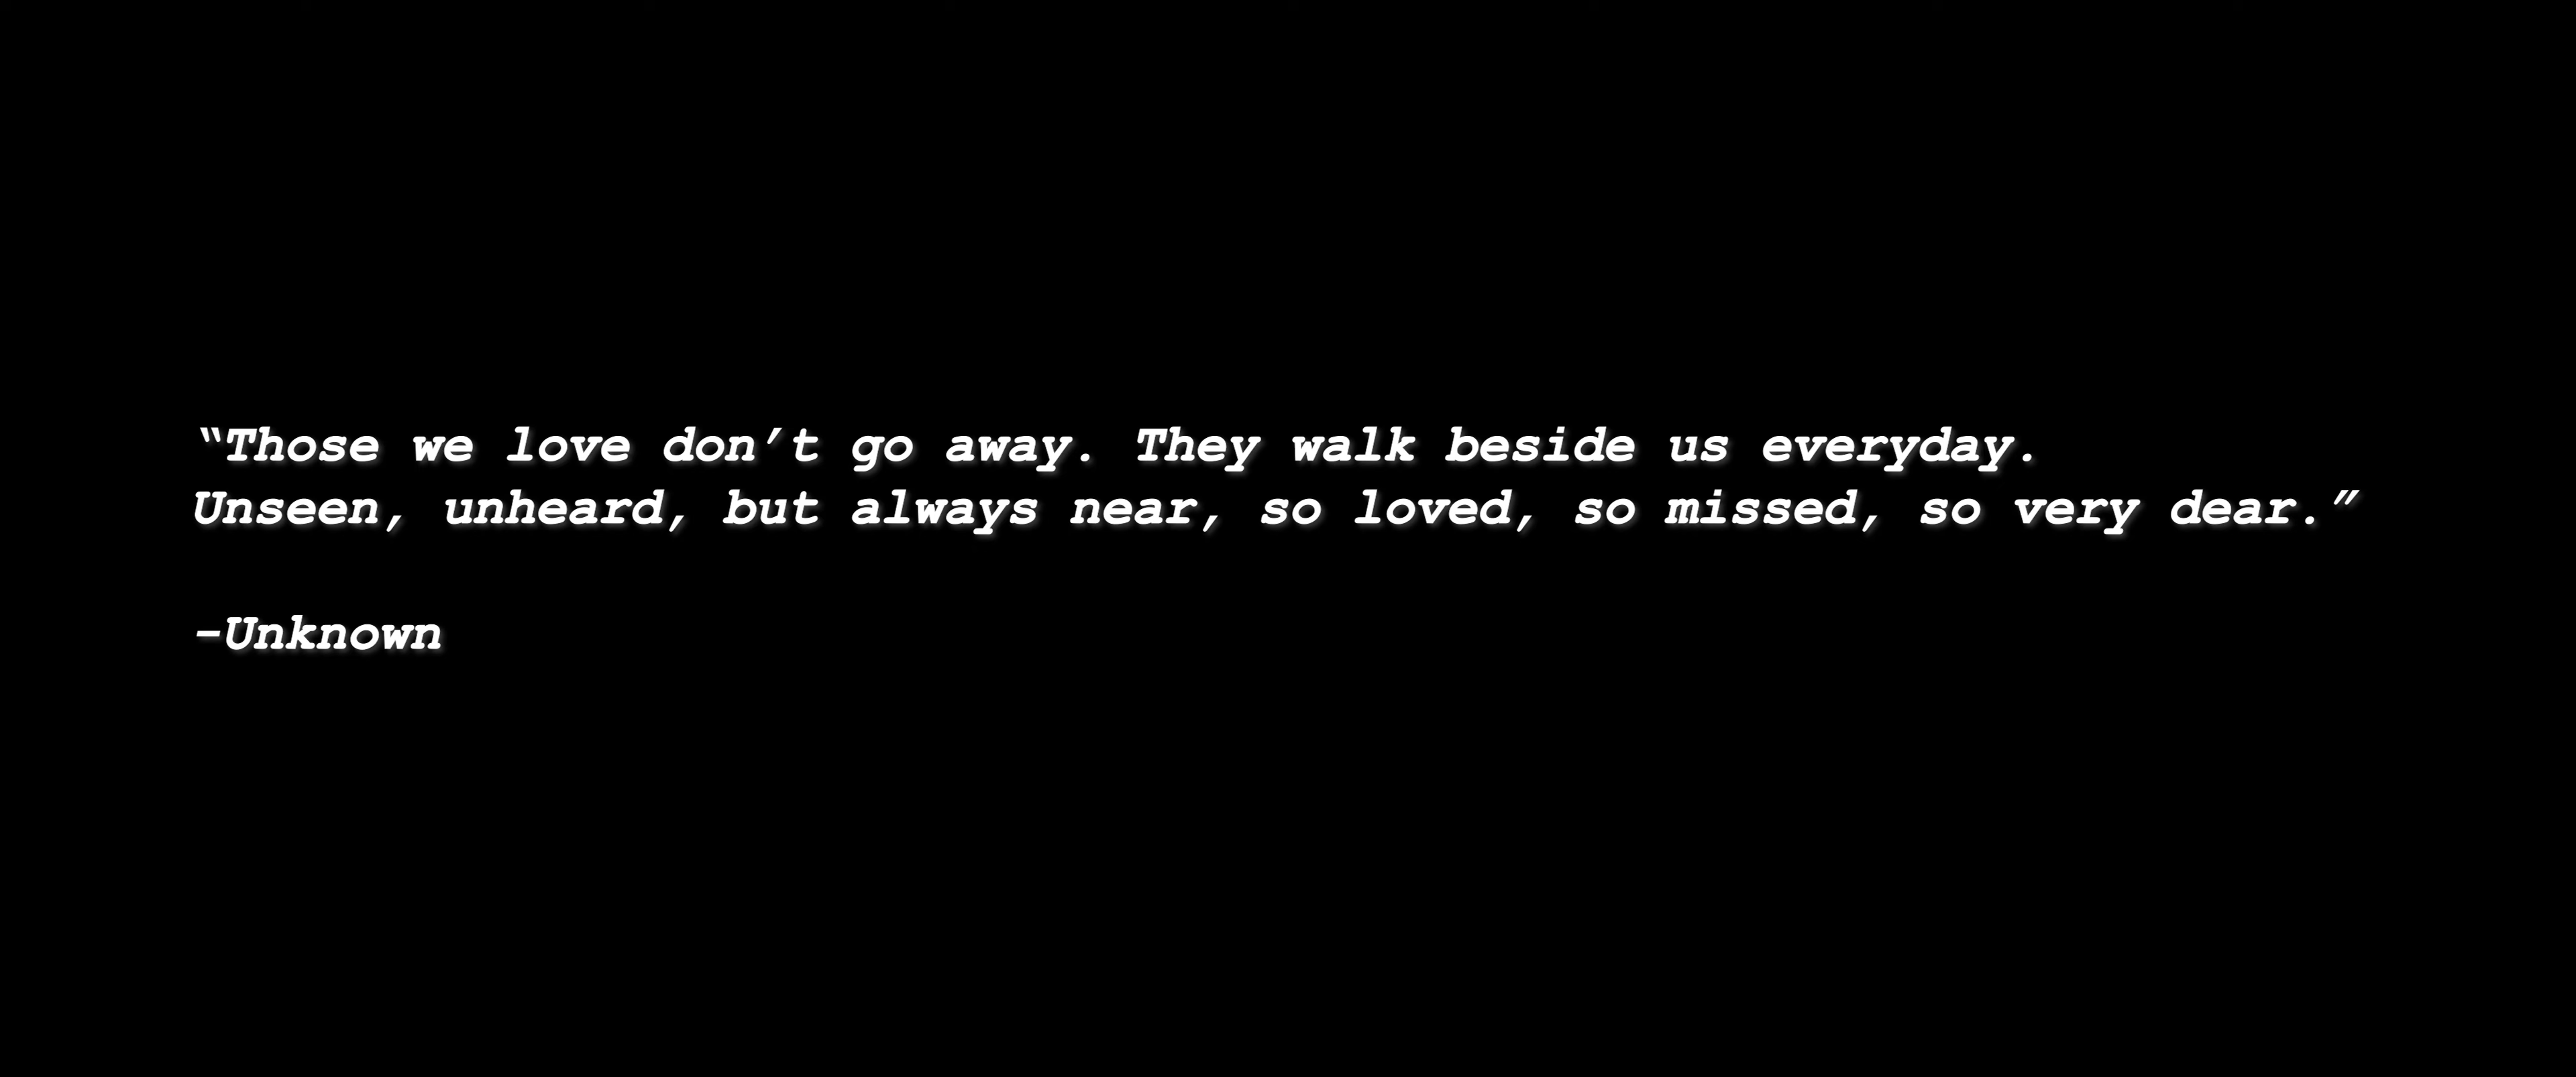 “Those we love don’t go away. They walk beside us everyday.
Unseen, unheard, but always near, so loved, so missed, so very dear.”
-Unknown